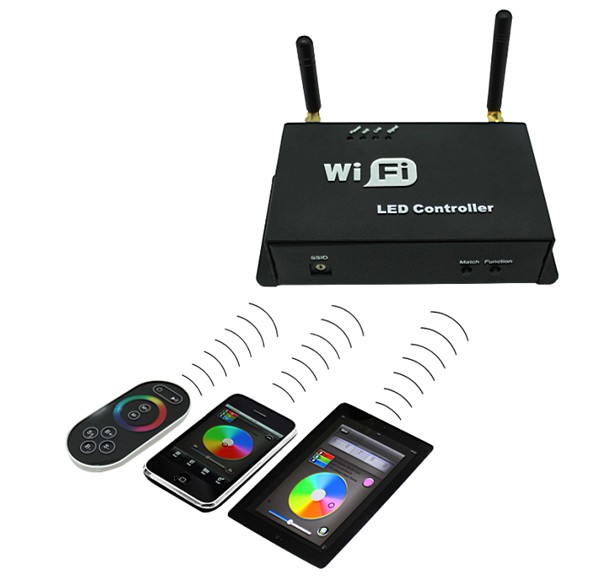 WiFi
LED Controller
SSID
Match Function